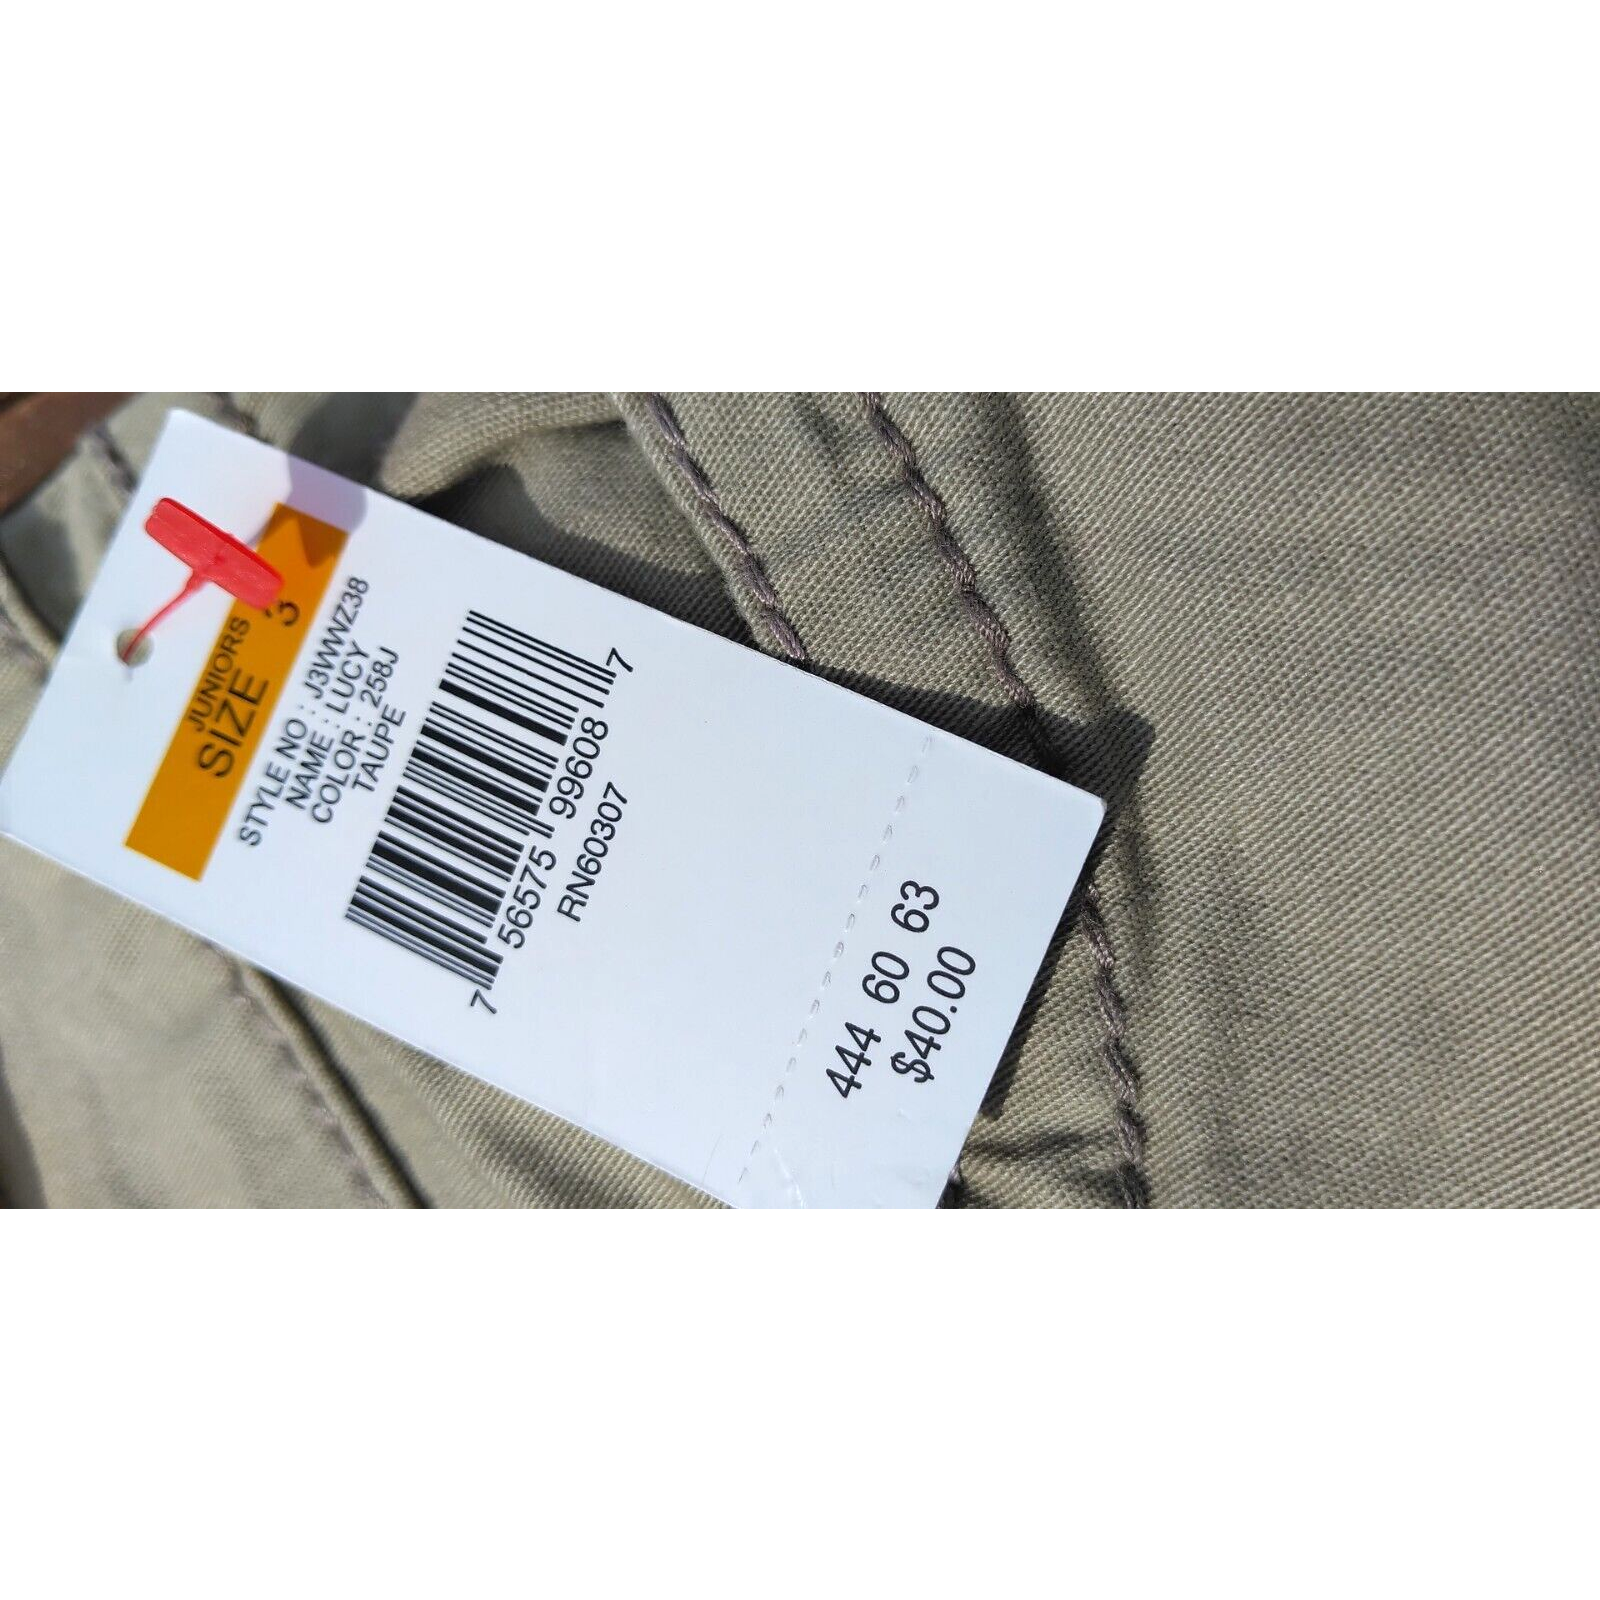 JUNIORS
SIZE 3
STYLE NO : J3WWZ38
NAME : LUCY
COLOR : 258J
TAUPE
7 56575 99608 7
RN60307
444 60 63
$40.00